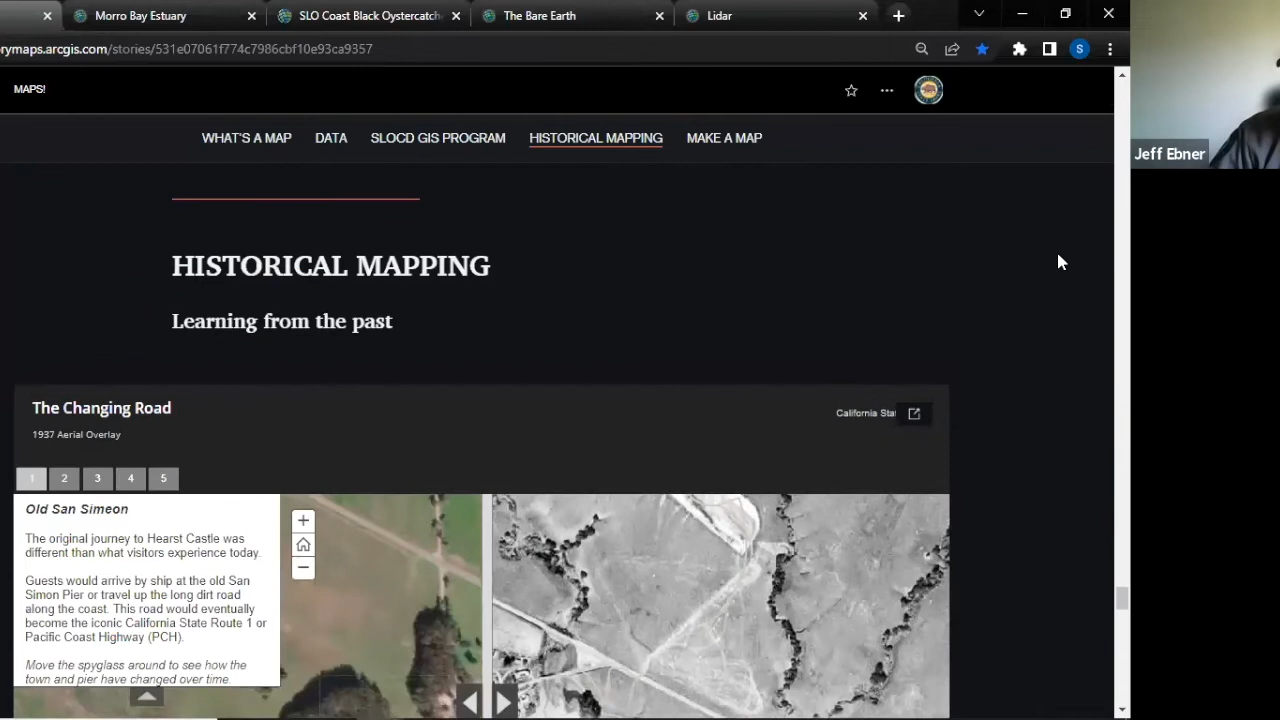 Morro Bay Estuary
SLO Coast Black Oystercatch
The Bare Earth
Lidar
rymaps.arcgis.com/stories/531e07061f774c7986cbf10e93ca9357
S
MAPS!
WHAT'S A MAP
DATA
SLOCD GIS PROGRAM
HISTORICAL MAPPING
MAKE A MAP
Jeff Ebner
HISTORICAL MAPPING
Learning from the past
The Changing Road
California Sta
1937 Aerial Overlay
1 2 3 4 5
Old San Simeon
The original journey to Hearst Castle was
different than what visitors experience today.
Guests would arrive by ship at the old San
Simon Pier or travel up the long dirt road
along the coast. This road would eventually
become the iconic California State Route 1 or
Pacific Coast Highway (PCH).
Move the spyglass around to see how the
town and pier have changed over time.